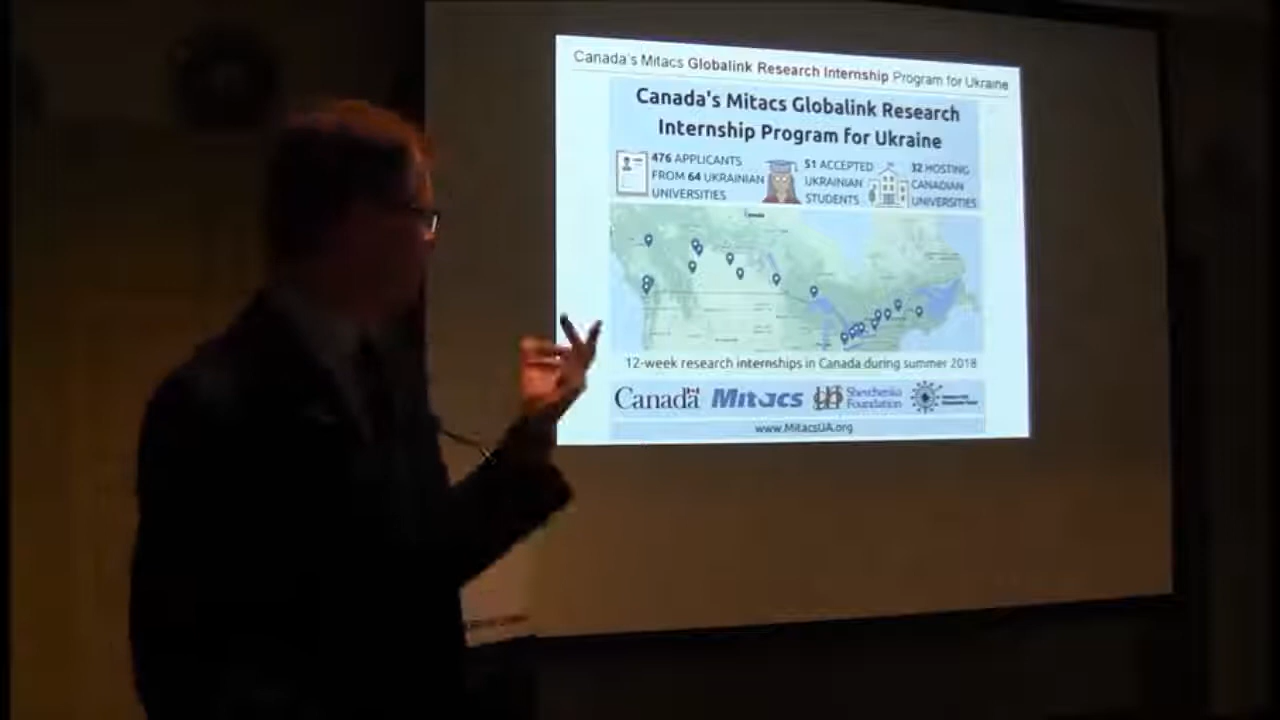 Canada's Mitacs Globalink Research Internship Program for Ukraine
Canada's Mitacs Globalink Research
Internship Program for Ukraine
476 APPLICANTS
FROM 64 UKRAINIAN
UNIVERSITIES
51 ACCEPTED
UKRAINIAN
STUDENTS
32 HOSTING
CANADIAN
UNIVERSITIES
Canada
12-week research internships in Canada during summer 2018
Canada
Mitacs
Shevchenko
Foundation
www.MitacsUA.org